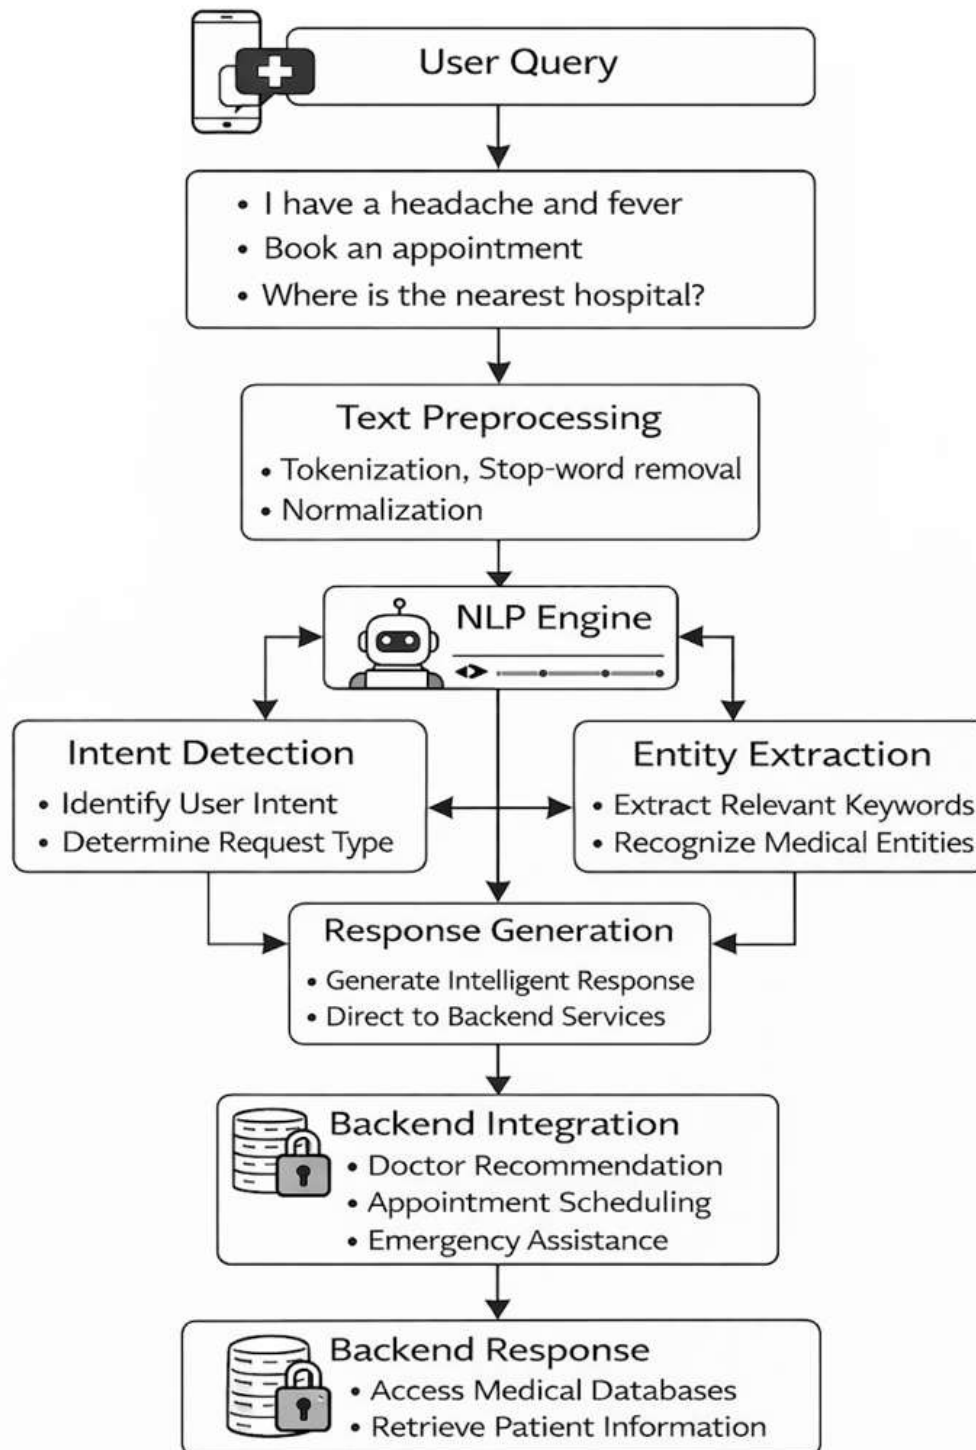 User Query
• I have a headache and fever
• Book an appointment
• Where is the nearest hospital?
Text Preprocessing
• Tokenization, Stop-word removal
• Normalization
NLP Engine
Intent Detection
• Identify User Intent
• Determine Request Type
Entity Extraction
• Extract Relevant Keywords
• Recognize Medical Entities
Response Generation
• Generate Intelligent Response
• Direct to Backend Services
Backend Integration
• Doctor Recommendation
• Appointment Scheduling
• Emergency Assistance
Backend Response
• Access Medical Databases
• Retrieve Patient Information